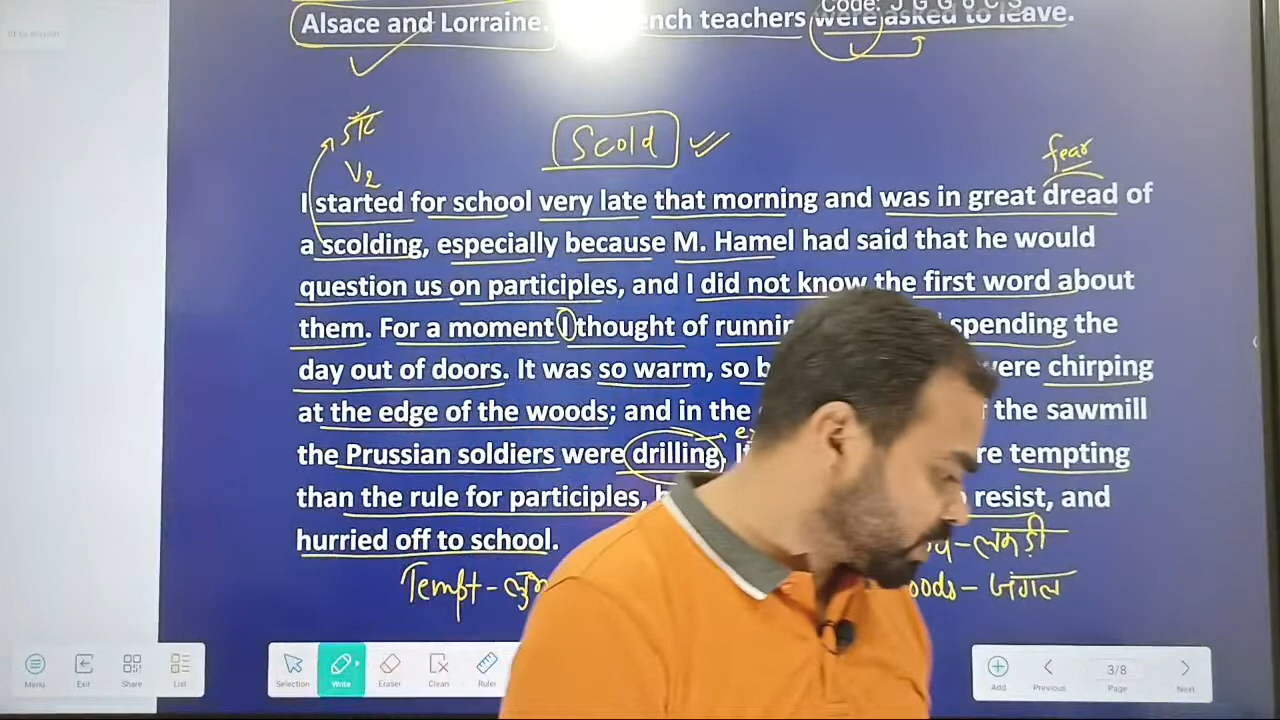 Code: J G G 6 C S
Alsace and Lorraine. ench teachers were asked to leave.
डाँट
V2
Scold
fear
I started for school very late that morning and was in great dread of
a scolding, especially because M. Hamel had said that he would
question us on participles, and I did not know the first word about
them. For a moment I thought of runnin spending the
day out of doors. It was so warm, so b were chirping
at the edge of the woods; and in the the sawmill
the Prussian soldiers were drilling. re tempting
than the rule for participles, resist, and
hurried off to school.
लकड़ी
Tempt - oods - जंगल
Menu Exit Share List Selection Write Eraser Clean Ruler Add Previous 3/8 Page Next